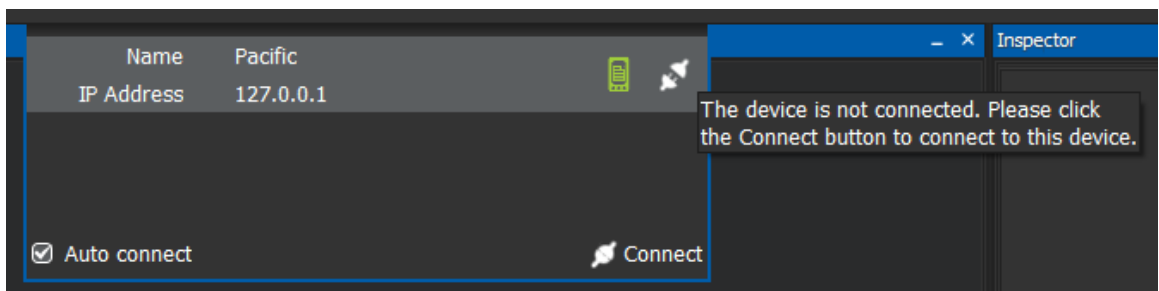 Name Pacific
IP Address 127.0.0.1
Inspector
The device is not connected. Please click
the Connect button to connect to this device.
Auto connect
Connect